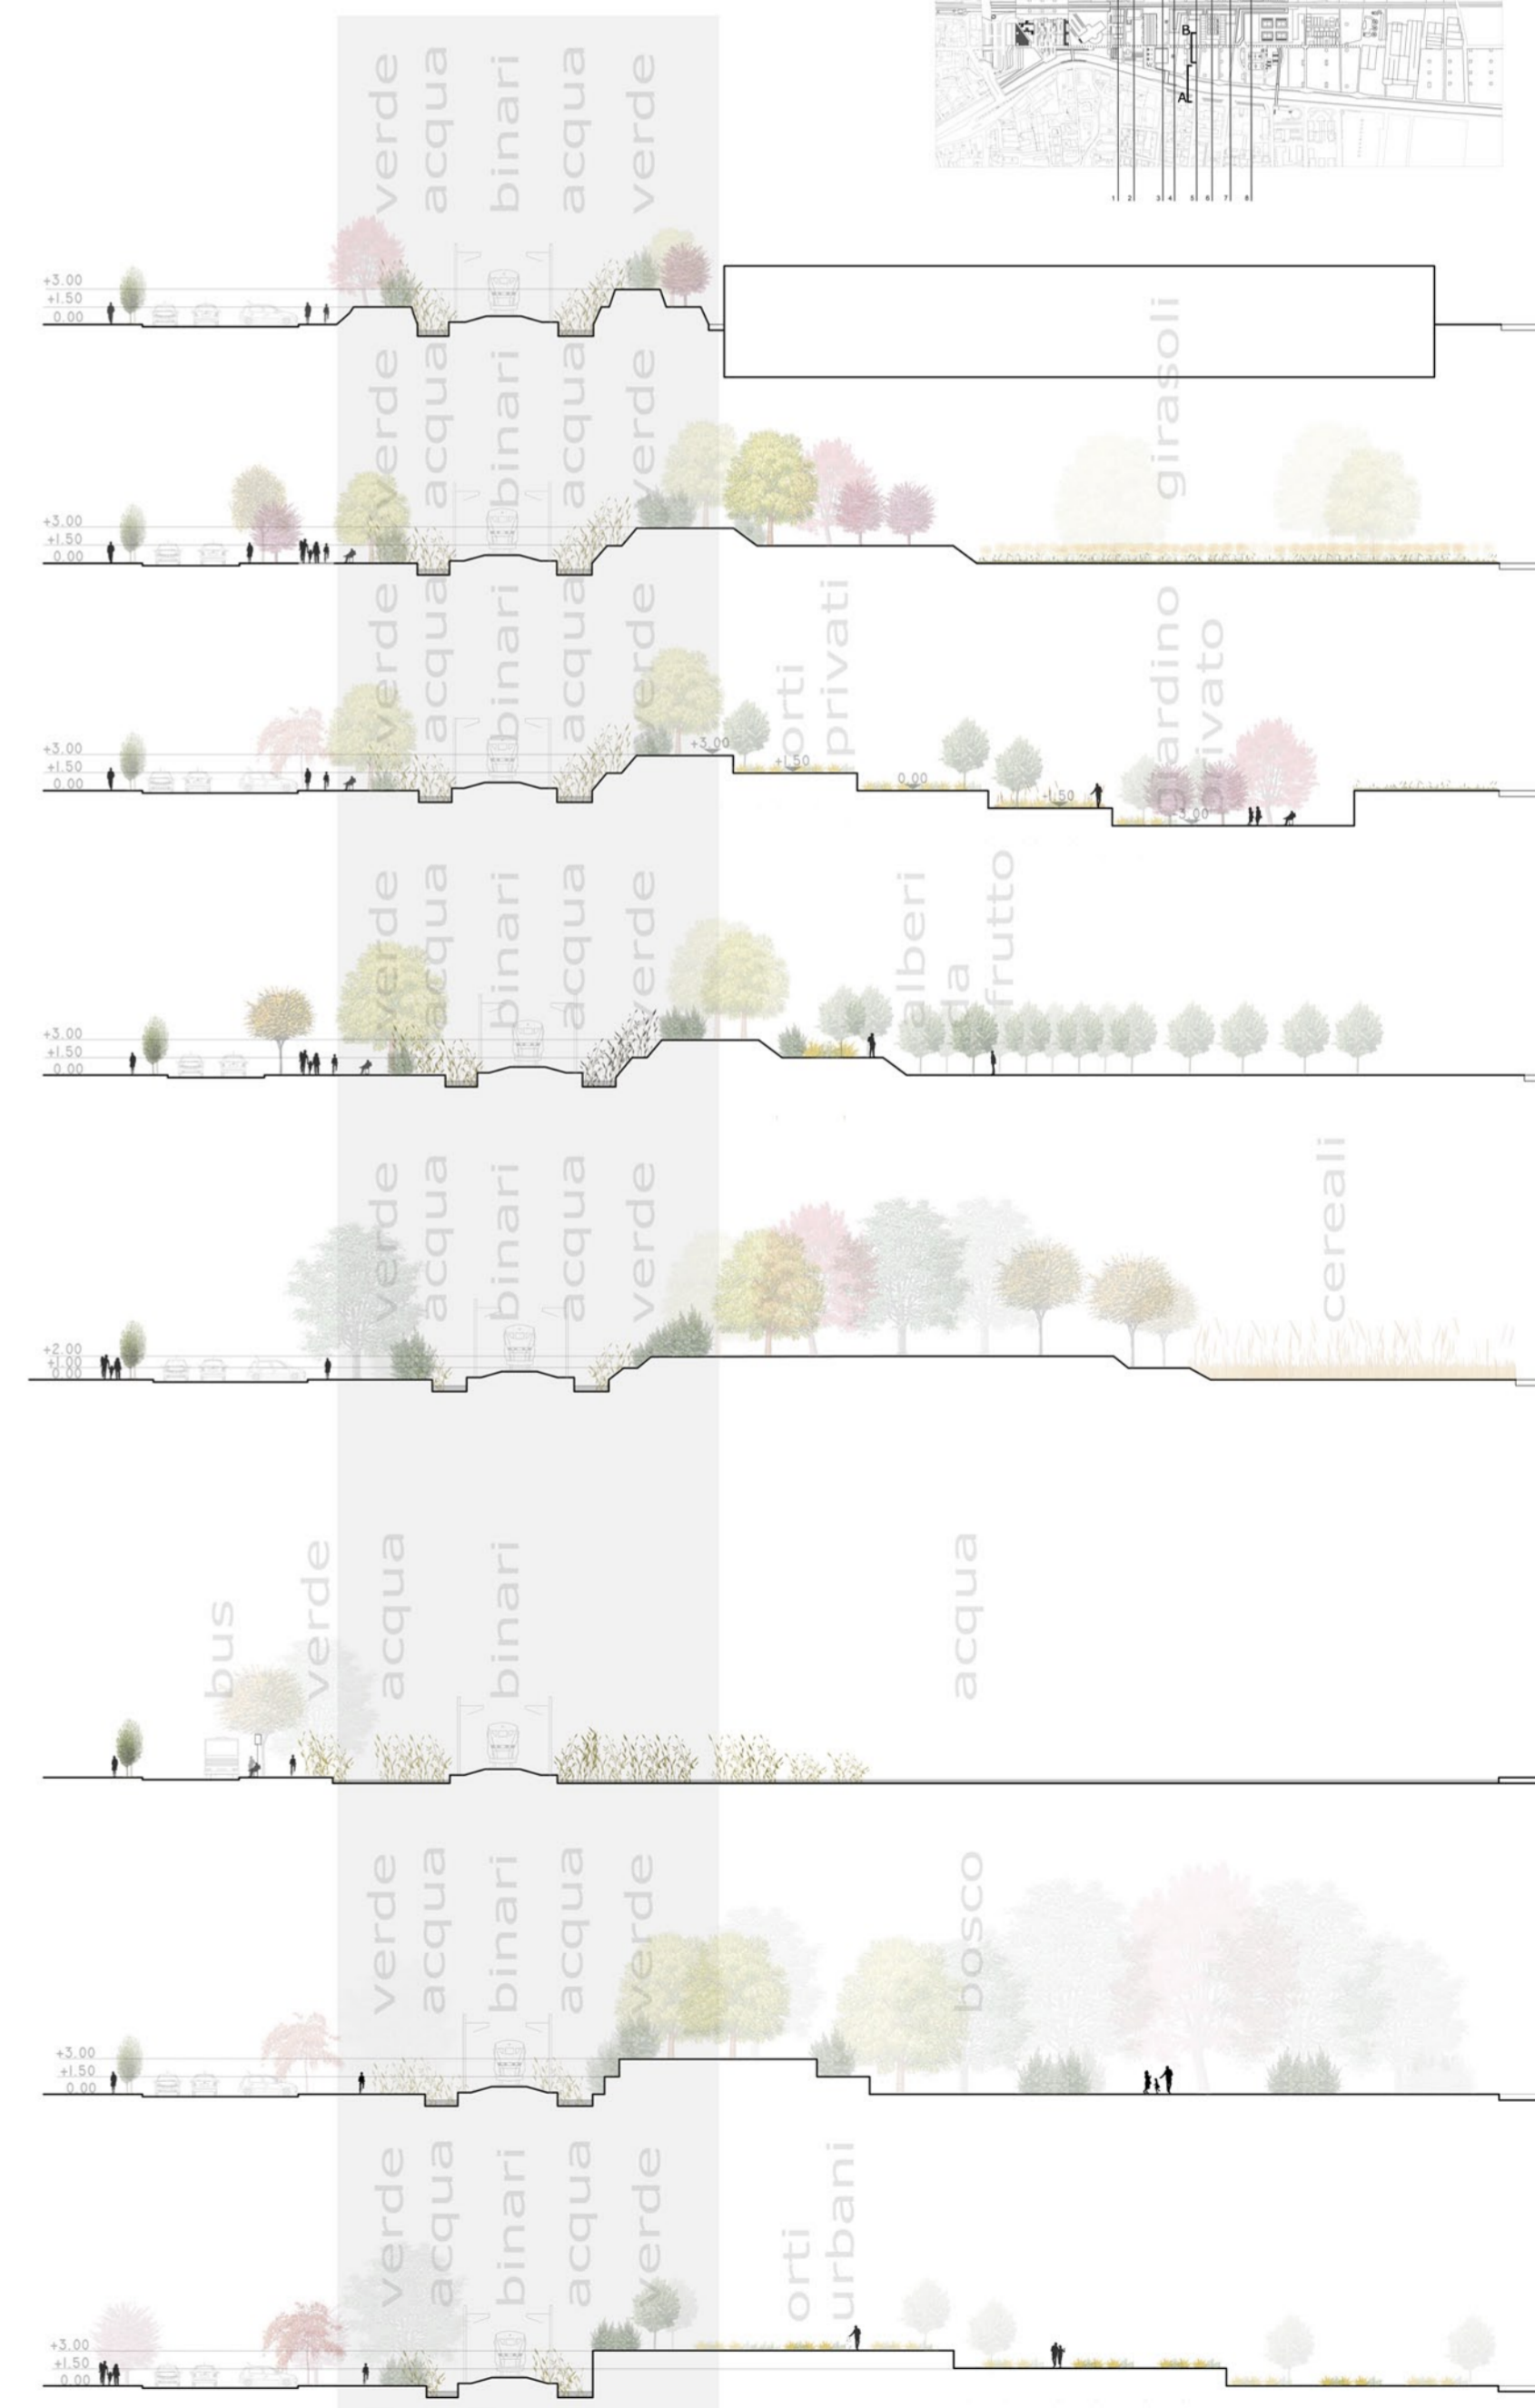 B
A
1 2 3 4 5 6 7 8
verde
acqua
binari
acqua
verde
+3.00
+1.50
0.00
verde
acqua
binari
acqua
verde
girasoli
+3.00
+1.50
0.00
verde
acqua
binari
acqua
verde
orti
privati
giardino
privato
+3.00
+1.50
0.00
+3.00
+1.50
0.00
-1.50
-3.00
verde
acqua
binari
acqua
verde
alberi
da
frutto
+3.00
+1.50
0.00
verde
acqua
binari
acqua
verde
cereali
+2.00
+1.00
0.00
bus
verde
acqua
binari
acqua
verde
acqua
binari
acqua
verde
bosco
+3.00
+1.50
0.00
verde
acqua
binari
acqua
verde
orti
urbani
+3.00
+1.50
0.00